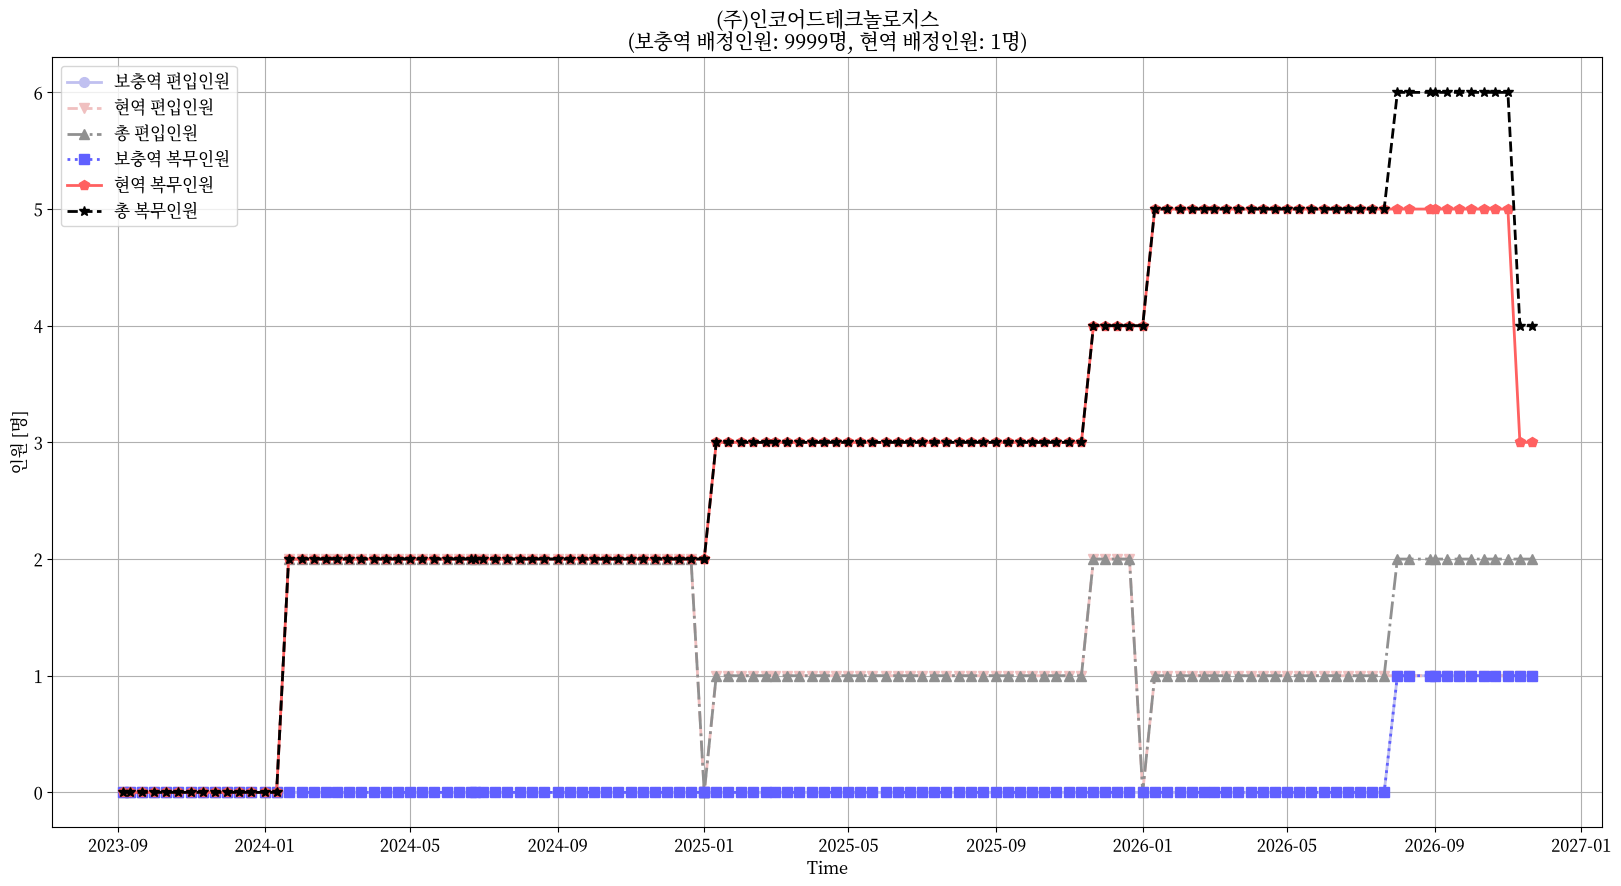 (주)인코어드테크놀로지스
(보충역 배정인원: 9999명, 현역 배정인원: 1명)
보충역 편입인원
현역 편입인원
총 편입인원
보충역 복무인원
현역 복무인원
총 복무인원
인원 [명]
6
5
4
3
2
1
0
2023-09
2024-01
2024-05
2024-09
2025-01
2025-05
2025-09
2026-01
2026-05
2026-09
2027-01
Time